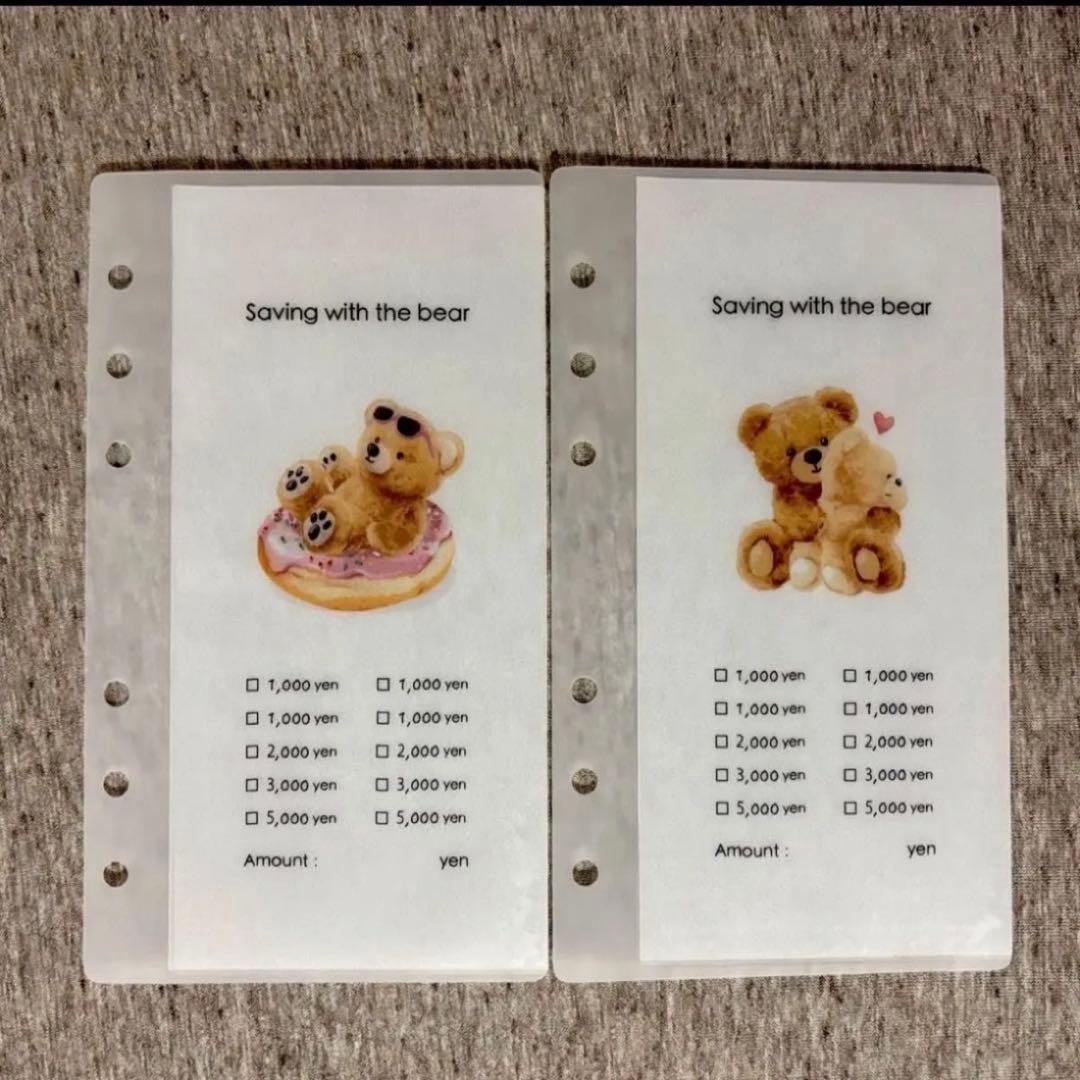 Saving with the bear
☐ 1,000 yen ☐ 1,000 yen
☐ 1,000 yen ☐ 1,000 yen
☐ 2,000 yen ☐ 2,000 yen
☐ 3,000 yen ☐ 3,000 yen
☐ 5,000 yen ☐ 5,000 yen
Amount : yen
Saving with the bear
☐ 1,000 yen ☐ 1,000 yen
☐ 1,000 yen ☐ 1,000 yen
☐ 2,000 yen ☐ 2,000 yen
☐ 3,000 yen ☐ 3,000 yen
☐ 5,000 yen ☐ 5,000 yen
Amount : yen